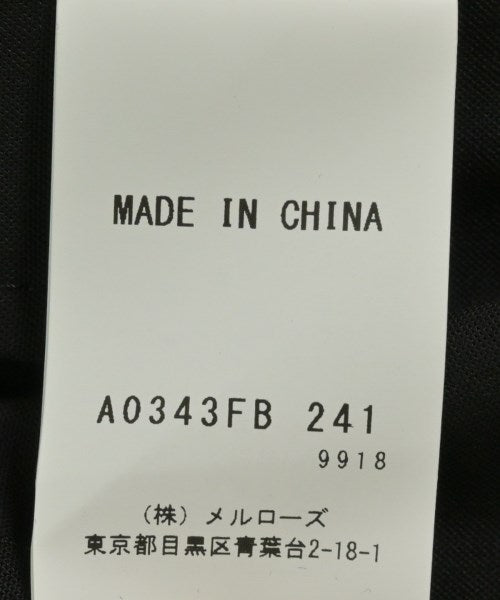 MADE IN CHINA
A0343FB 241
9918
(株) メルローズ
東京都目黒区青葉台2-18-1